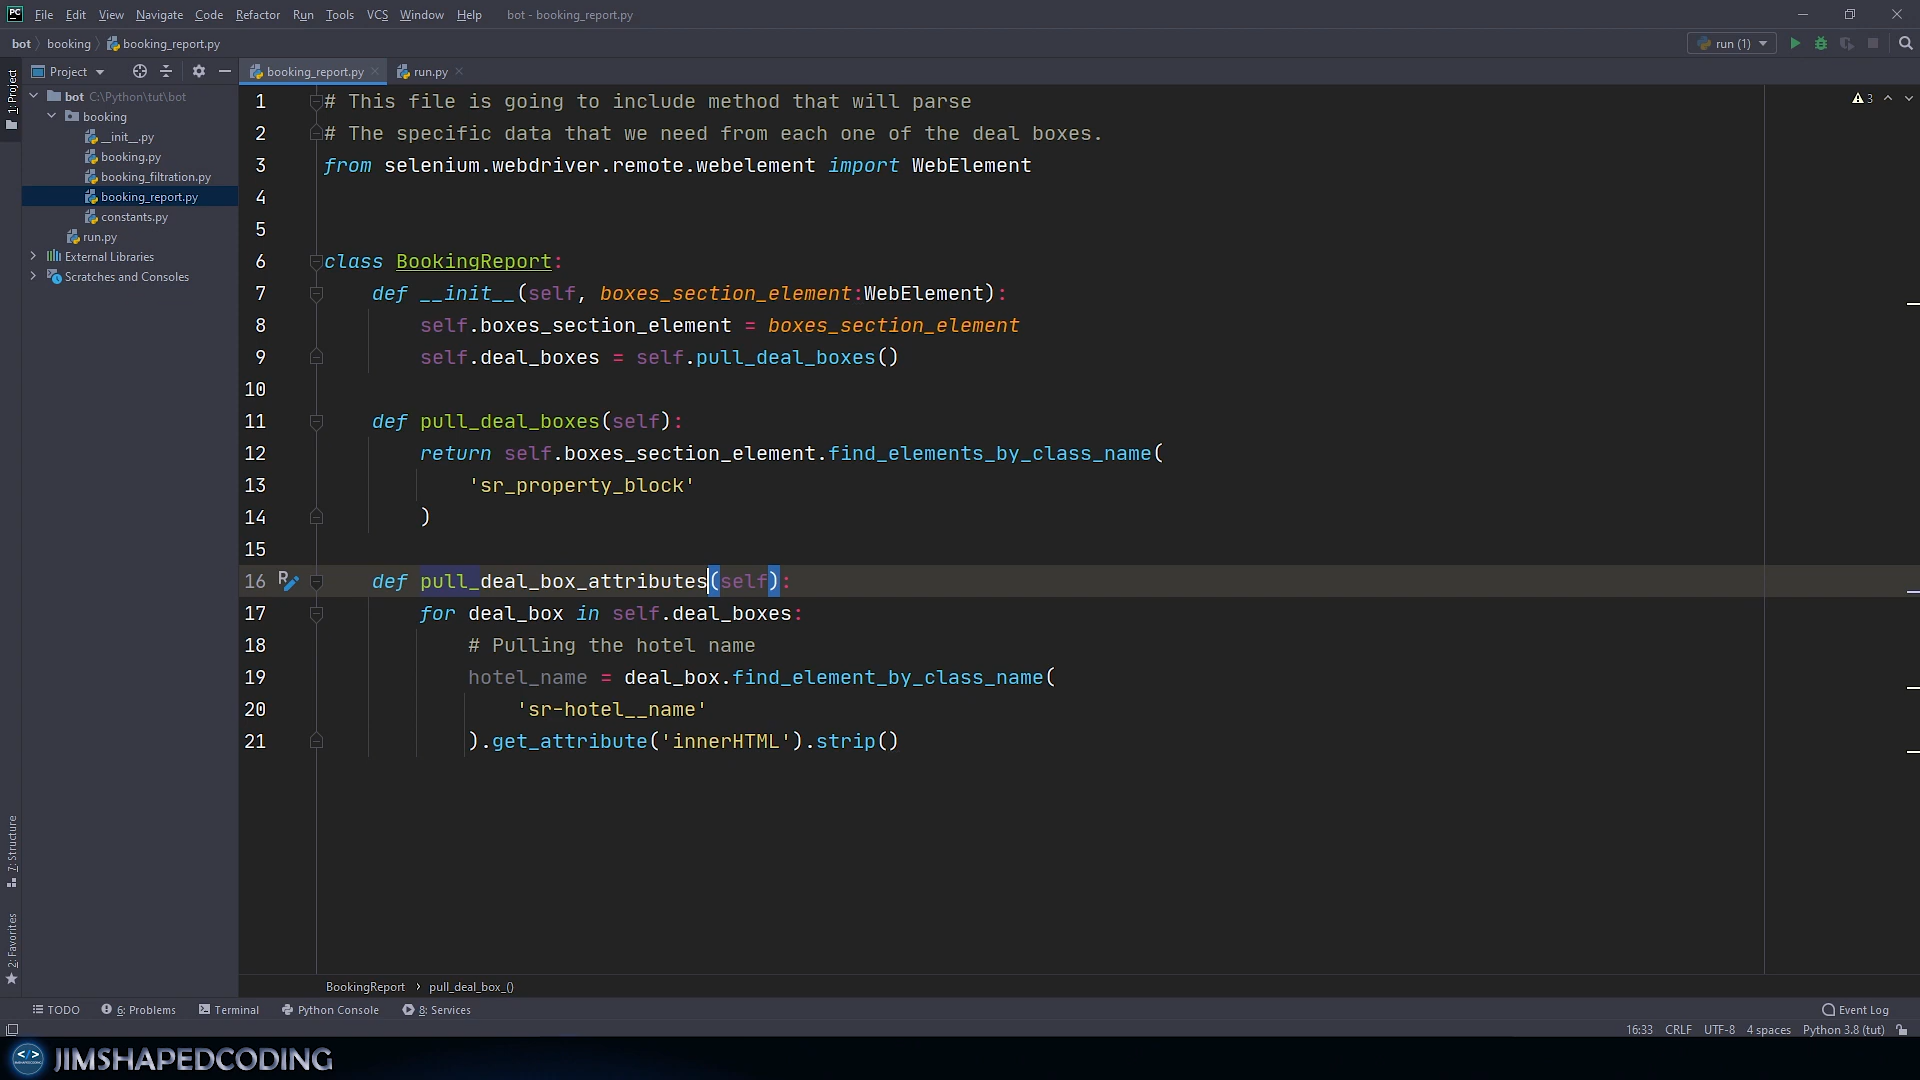 PC File Edit View Navigate Code Refactor Run Tools VCS Window Help bot - booking_report.py
bot booking booking_report.py run (1)
1: Project
Project
booking_report.py run.py
bot C:\Python\tut\bot
booking
__init__.py
booking.py
booking_filtration.py
booking_report.py
constants.py
run.py
External Libraries
Scratches and Consoles
3
1 # This file is going to include method that will parse
2 # The specific data that we need from each one of the deal boxes.
3 from selenium.webdriver.remote.webelement import WebElement
4
5
6 class BookingReport:
7 def __init__(self, boxes_section_element:WebElement):
8 self.boxes_section_element = boxes_section_element
9 self.deal_boxes = self.pull_deal_boxes()
10
11 def pull_deal_boxes(self):
12 return self.boxes_section_element.find_elements_by_class_name(
13 'sr_property_block'
14 )
15
16 def pull_deal_box_attributes(self):
17 for deal_box in self.deal_boxes:
18 # Pulling the hotel name
19 hotel_name = deal_box.find_element_by_class_name(
20 'sr-hotel__name'
21 ).get_attribute('innerHTML').strip()
7: Structure
2: Favorites
BookingReport › pull_deal_box_()
TODO 6: Problems Terminal Python Console 8: Services Event Log
16:33 CRLF UTF-8 4 spaces Python 3.8 (tut)
JIMSHAPEDCODING